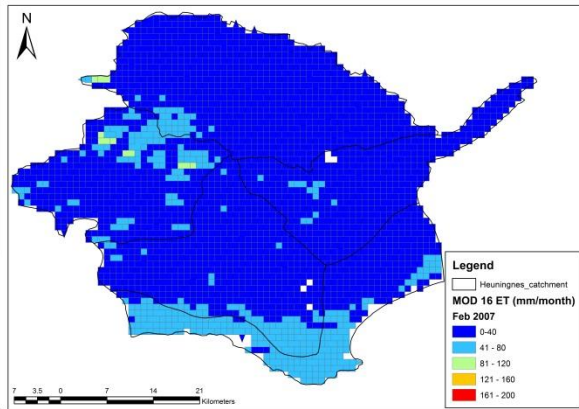 N
Legend
Heuningnes_catchment
MOD 16 ET (mm/month)
Feb 2007
0-40
41 - 80
81 - 120
121 - 160
161 - 200
7 3.5 0 7 14 21
Kilometers